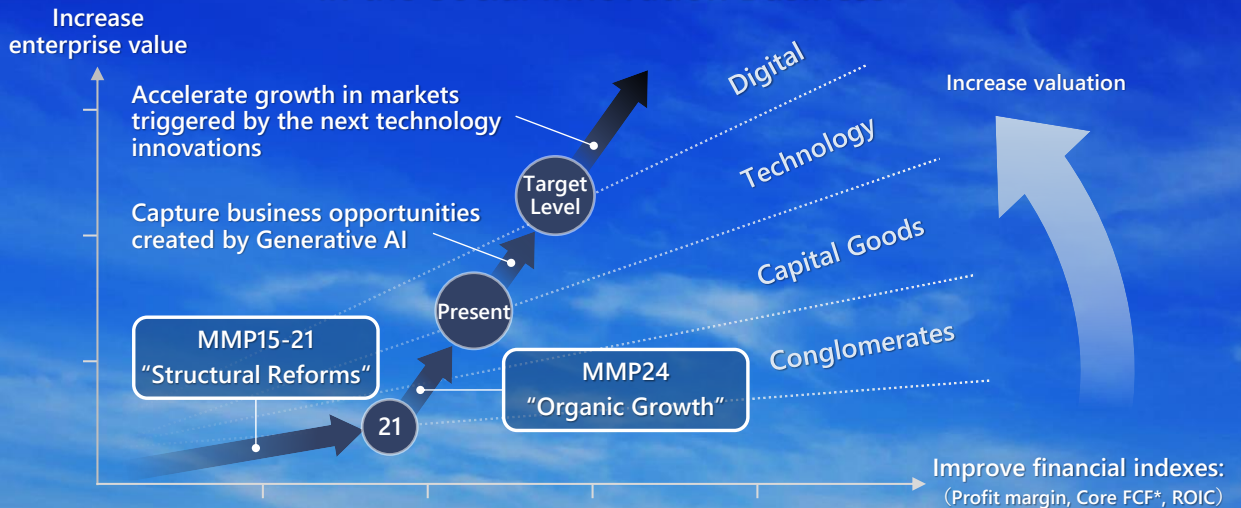 Increase
enterprise value
Accelerate growth in markets
triggered by the next technology
innovations
Capture business opportunities
created by Generative AI
MMP15-21
“Structural Reforms“
21
Present
Target
Level
MMP24
“Organic Growth”
Digital
Technology
Capital Goods
Conglomerates
Increase valuation
Improve financial indexes:
（Profit margin, Core FCF*, ROIC）